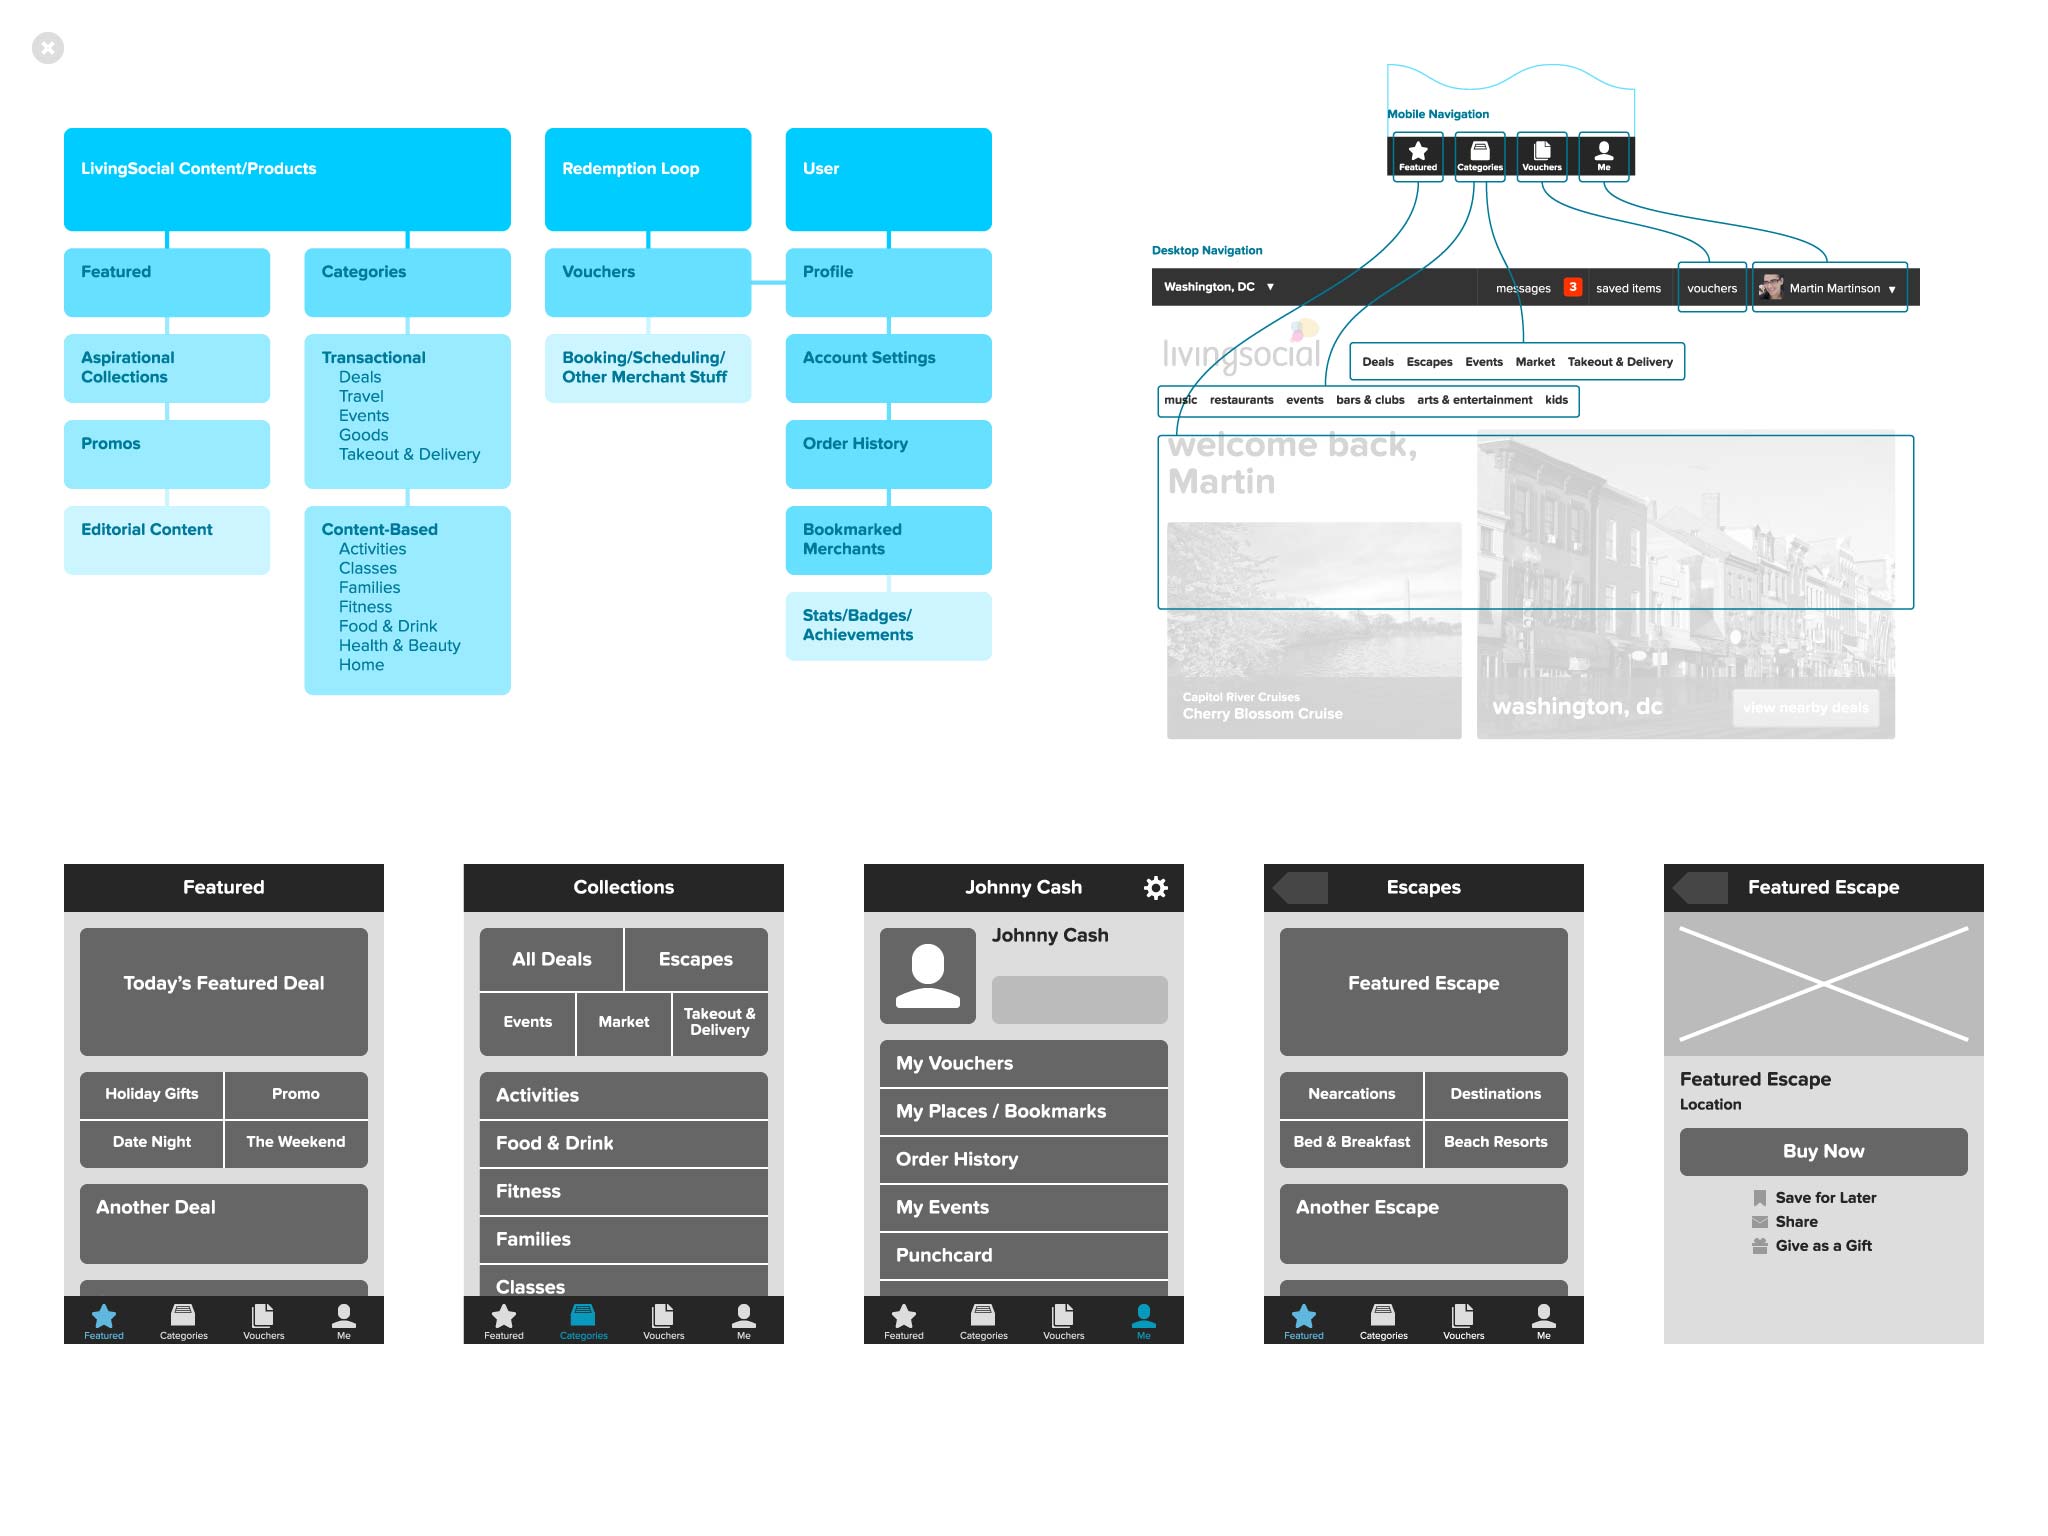 LivingSocial Content/Products
Redemption Loop
User
Featured
Categories
Vouchers
Profile
Aspirational
Collections
Transactional
Deals
Travel
Events
Goods
Takeout & Delivery
Booking/Scheduling/
Other Merchant Stuff
Account Settings
Promos
Order History
Editorial Content
Content-Based
Activities
Classes
Families
Fitness
Food & Drink
Health & Beauty
Home
Bookmarked
Merchants
Stats/Badges/
Achievements
Mobile Navigation
Featured
Categories
Vouchers
Me
Desktop Navigation
Washington, DC
messages
3
saved items
vouchers
Martin Martinson
livingsocial
Deals
Escapes
Events
Market
Takeout & Delivery
music
restaurants
events
bars & clubs
arts & entertainment
kids
welcome back,
Martin
Capitol River Cruises
Cherry Blossom Cruise
washington, dc
view nearby deals
Featured
Today's Featured Deal
Holiday Gifts
Promo
Date Night
The Weekend
Another Deal
Featured
Categories
Vouchers
Me
Collections
All Deals
Escapes
Events
Market
Takeout &
Delivery
Activities
Food & Drink
Fitness
Families
Classes
Featured
Categories
Vouchers
Me
Johnny Cash
Johnny Cash
My Vouchers
My Places / Bookmarks
Order History
My Events
Punchcard
Featured
Categories
Vouchers
Me
Escapes
Featured Escape
Nearcations
Destinations
Bed & Breakfast
Beach Resorts
Another Escape
Featured
Categories
Vouchers
Me
Featured Escape
Featured Escape
Location
Buy Now
Save for Later
Share
Give as a Gift